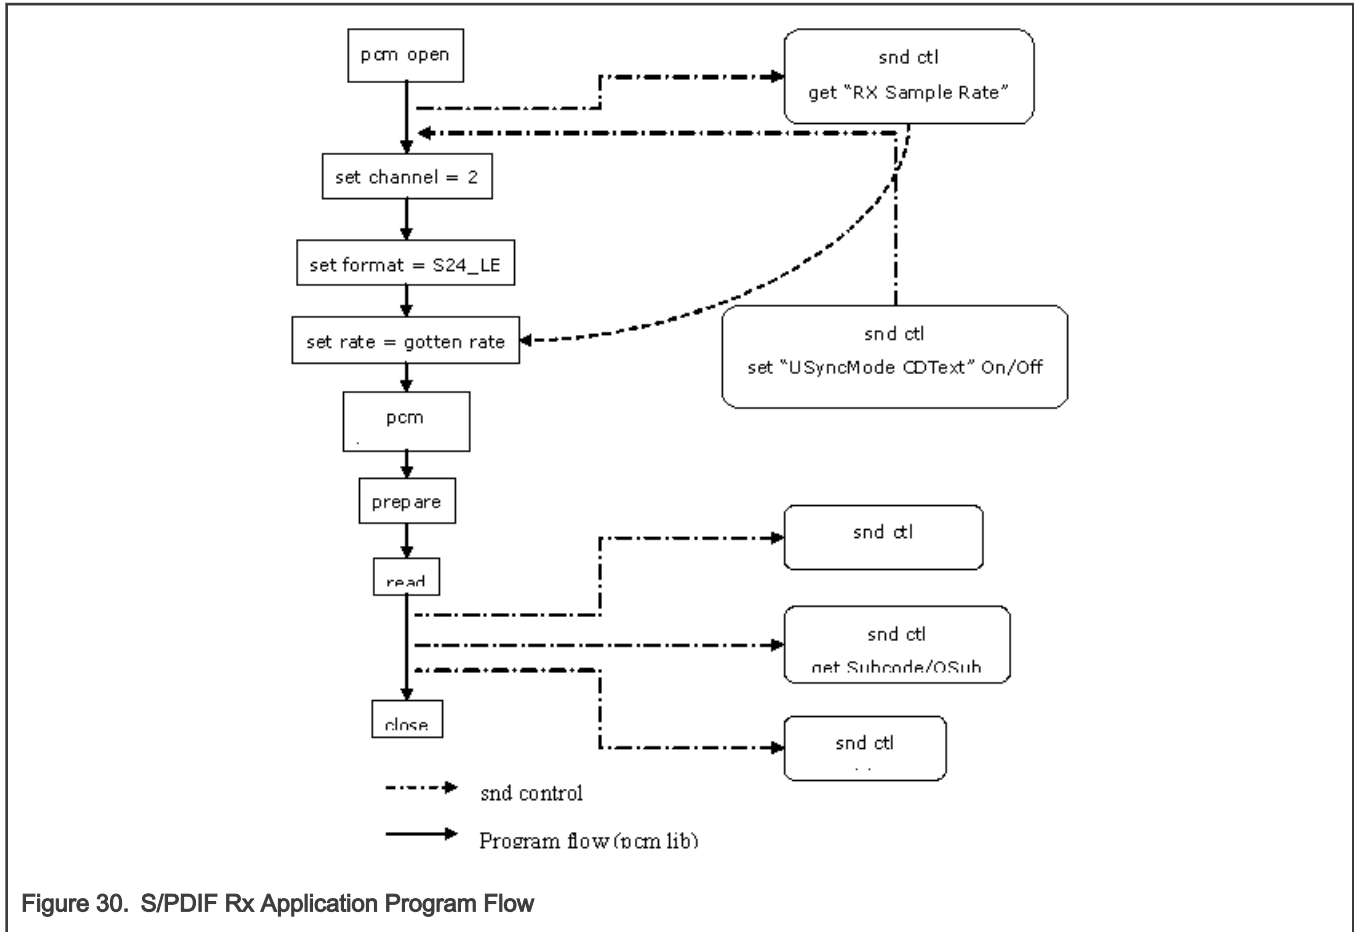 pcm open
snd ctl
get “RX Sample Rate”
set channel = 2
set format = S24_LE
set rate = gotten rate
snd ctl
set “USyncMode CDText” On/Off
pcm
prepare
read
snd ctl
snd ctl
get Subcode/QSub
close
snd ctl
snd control
Program flow (pcm lib)
Figure 30. S/PDIF Rx Application Program Flow